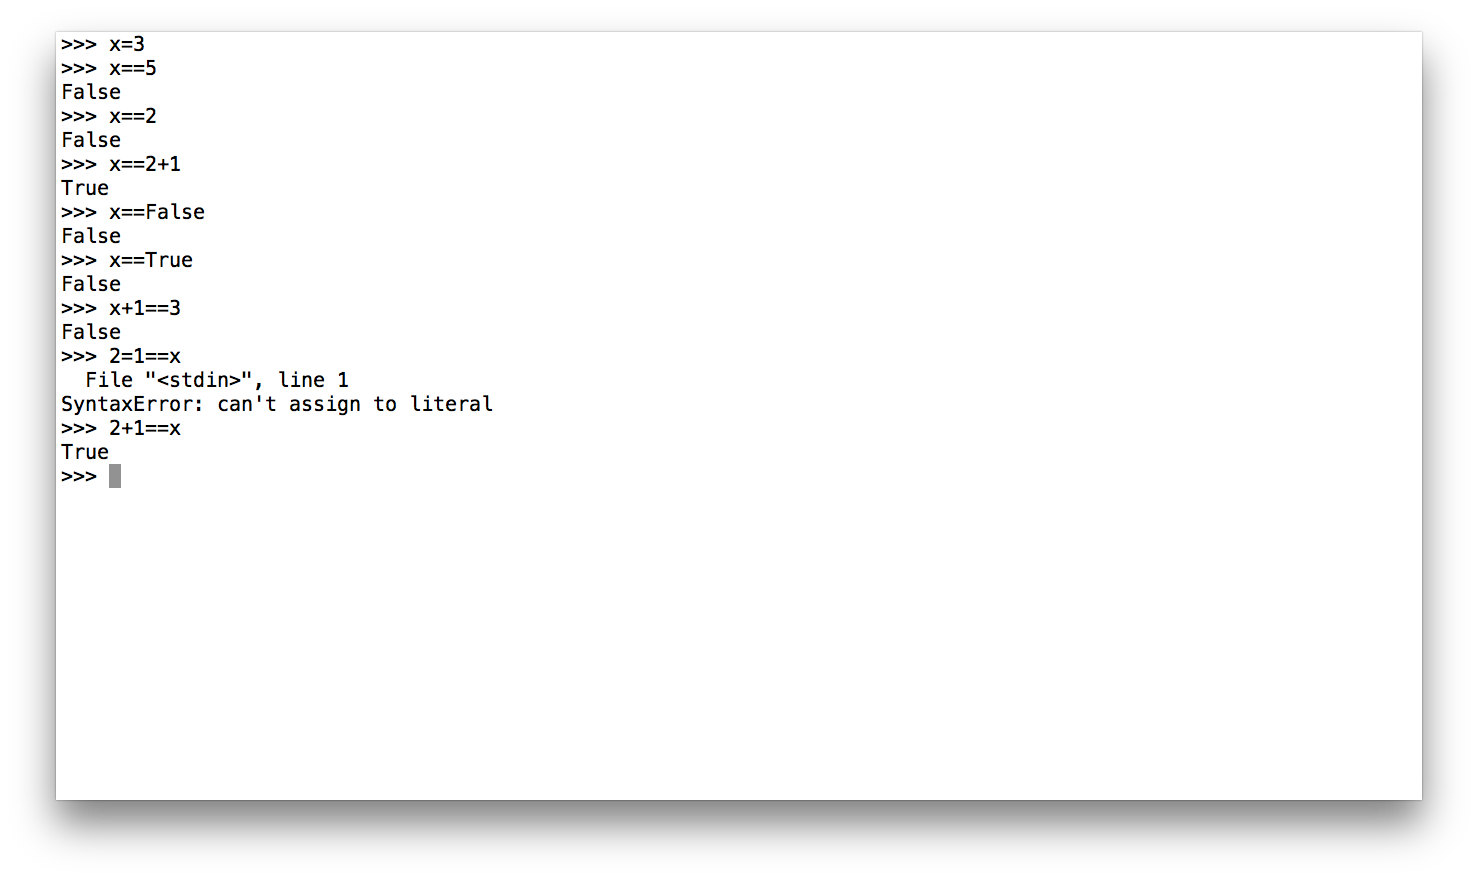 >>> x=3
>>> x==5
False
>>> x==2
False
>>> x==2+1
True
>>> x==False
False
>>> x==True
False
>>> x+1==3
False
>>> 2=1==x
  File "<stdin>", line 1
SyntaxError: can't assign to literal
>>> 2+1==x
True
>>>